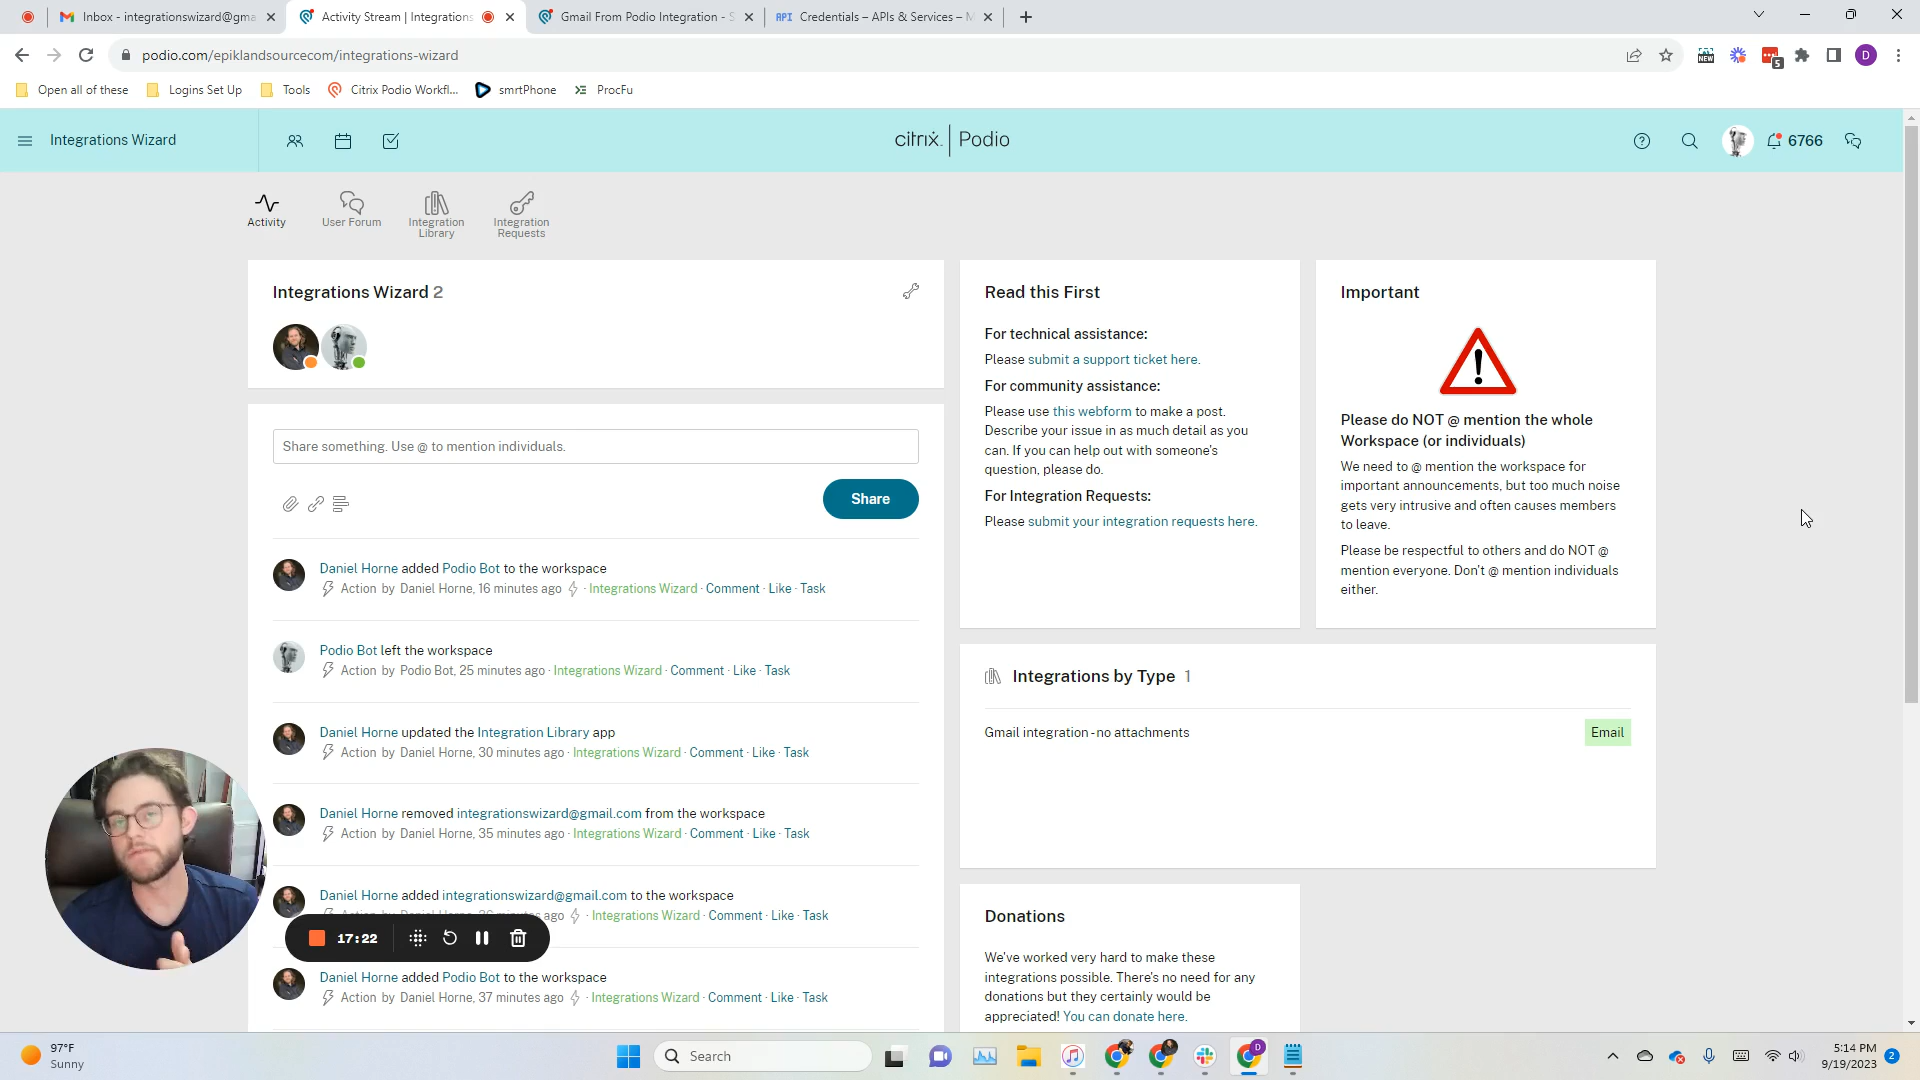 Inbox - integrationswizard@gma
Activity Stream | Integrations
Gmail From Podio Integration - S
API Credentials – APIs & Services – M
podio.com/epiklandsourcecom/integrations-wizard
NEW
5
D
Open all of these
Logins Set Up
Tools
Citrix Podio Workfl...
smrtPhone
ProcFu
Integrations Wizard
citrix | Podio
6766
Activity
User Forum
Integration
Library
Integration
Requests
Integrations Wizard 2
Share something. Use @ to mention individuals.
Share
Daniel Horne added Podio Bot to the workspace
Action by Daniel Horne, 16 minutes ago · Integrations Wizard · Comment · Like · Task
Podio Bot left the workspace
Action by Podio Bot, 25 minutes ago · Integrations Wizard · Comment · Like · Task
Daniel Horne updated the Integration Library app
Action by Daniel Horne, 30 minutes ago · Integrations Wizard · Comment · Like · Task
Daniel Horne removed integrationswizard@gmail.com from the workspace
Action by Daniel Horne, 35 minutes ago · Integrations Wizard · Comment · Like · Task
Daniel Horne added integrationswizard@gmail.com to the workspace
ago · Integrations Wizard · Comment · Like · Task
17:22
Daniel Horne added Podio Bot to the workspace
Action by Daniel Horne, 37 minutes ago · Integrations Wizard · Comment · Like · Task
Read this First
For technical assistance:
Please submit a support ticket here.
For community assistance:
Please use this webform to make a post.
Describe your issue in as much detail as you
can. If you can help out with someone's
question, please do.
For Integration Requests:
Please submit your integration requests here.
Important
Please do NOT @ mention the whole
Workspace (or individuals)
We need to @ mention the workspace for
important announcements, but too much noise
gets very intrusive and often causes members
to leave.
Please be respectful to others and do NOT @
mention everyone. Don't @ mention individuals
either.
Integrations by Type 1
Gmail integration - no attachments
Email
Donations
We've worked very hard to make these
integrations possible. There's no need for any
donations but they certainly would be
appreciated! You can donate here.
97°F
Sunny
Search
D
5:14 PM
9/19/2023
2